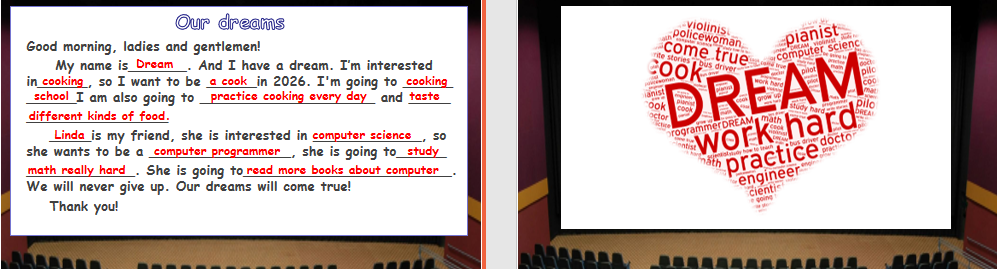 Our dreams
Good morning, ladies and gentlemen!
My name is Dream. And I have a dream. I'm interested
in cooking, so I want to be a cook in 2026. I'm going to cooking
school I am also going to practice cooking every day and taste
different kinds of food.
Linda is my friend, she is interested in computer science, so
she wants to be a computer programmer, she is going to study
math really hard. She is going to read more books about computer.
We will never give up. Our dreams will come true!
Thank you!
violinist
pianist
policewoman
come true
computer science
bus driver
cook
DREAM
work hard
programmer DREAM math
study hard
practice
doctor
engineer
scientist
going